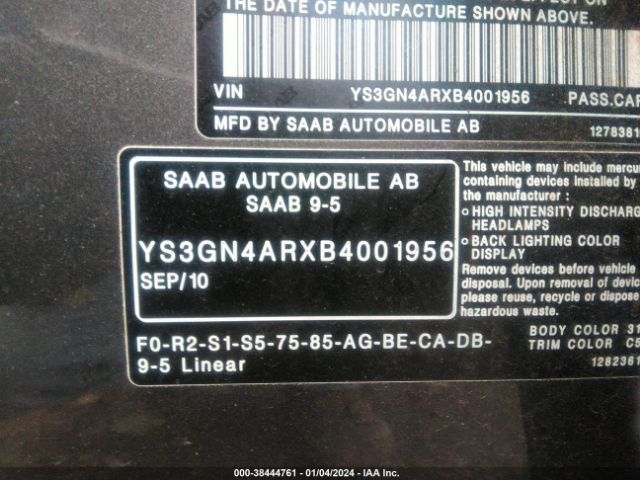 THE DATE OF MANUFACTURE SHOWN ABOVE.
VIN YS3GN4ARXB4001956 PASS.CAR
MFD BY SAAB AUTOMOBILE AB 1278381
SAAB AUTOMOBILE AB
SAAB 9-5
YS3GN4ARXB4001956
SEP/10
F0-R2-S1-S5-75-85-AG-BE-CA-DB-
9-5 Linear
This vehicle may include mercur
containing devices installed by
the manufacturer :
o HIGH INTENSITY DISCHARG
HEADLAMPS
o BACK LIGHTING COLOR
DISPLAY
Remove devices before vehicle
disposal. Upon removal of devic
please reuse, recycle or dispose
as hazardous waste.
BODY COLOR 31
TRIM COLOR C5
1282361
000-38444761 - 01/04/2024 - IAA Inc.